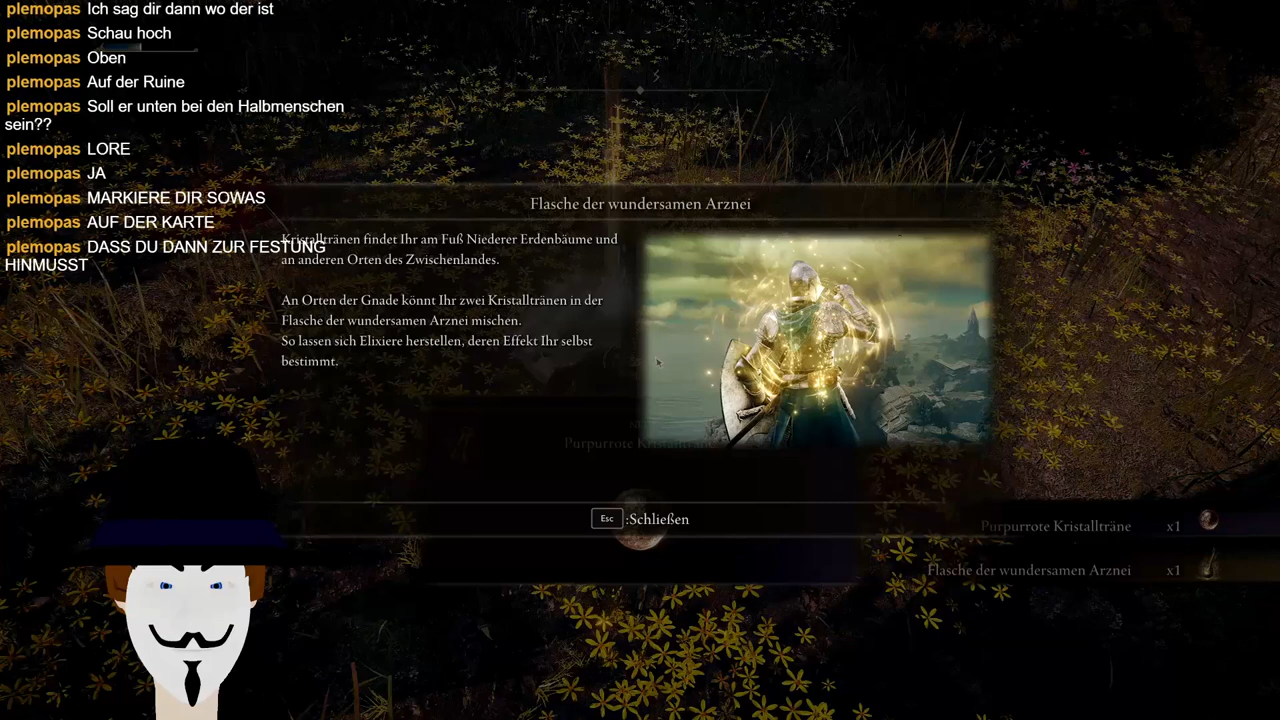 plemopas Ich sag dir dann wo der ist
plemopas Schau hoch
plemopas Oben
plemopas Auf der Ruine
plemopas Soll er unten bei den Halbmenschen
sein??
plemopas LORE
plemopas JA
plemopas MARKIERE DIR SOWAS
plemopas AUF DER KARTE
plemopas DASS DU DANN ZUR FESTUNG
HINMUSST
Flasche der wundersamen Arznei
Kristalltränen findet Ihr am Fuß Niederer Erdenbäume und
an anderen Orten des Zwischenlandes.
An Orten der Gnade könnt Ihr zwei Kristalltränen in der
Flasche der wundersamen Arznei mischen.
So lassen sich Elixiere herstellen, deren Effekt Ihr selbst
bestimmt.
Purpurrote Kristallträne
Esc :Schließen
Purpurrote Kristallträne x1
Flasche der wundersamen Arznei x1